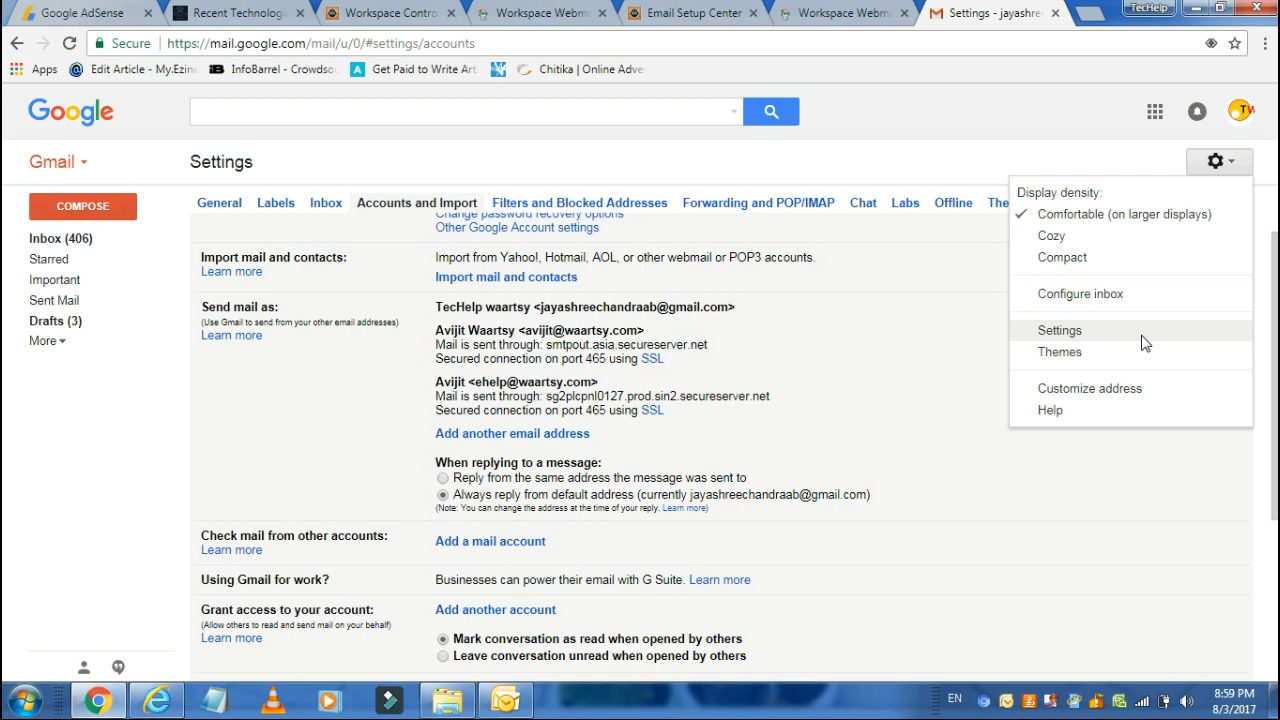 Google AdSense
Recent Technologi
Workspace Contro
Workspace Webma
Email Setup Center
Workspace Webma
Settings - jayashre
TecHelp
Secure
https://mail.google.com/mail/u/0/#settings/accounts
Apps
Edit Article - My.Ezine
InfoBarrel - Crowdsou
Get Paid to Write Arti
Chitika | Online Adve
Google
Gmail
Settings
COMPOSE
Inbox (406)
Starred
Important
Sent Mail
Drafts (3)
More
General Labels Inbox Accounts and Import Filters and Blocked Addresses Forwarding and POP/IMAP Chat Labs Offline The
Change password recovery options
Other Google Account settings
Import mail and contacts:
Learn more
Import from Yahoo!, Hotmail, AOL, or other webmail or POP3 accounts.
Import mail and contacts
Send mail as:
(Use Gmail to send from your other email addresses)
Learn more
TecHelp waartsy <jayashreechandraab@gmail.com>
Avijit Waartsy <avijit@waartsy.com>
Mail is sent through: smtpout.asia.secureserver.net
Secured connection on port 465 using SSL
Avijit <ehelp@waartsy.com>
Mail is sent through: sg2plcpnl0127.prod.sin2.secureserver.net
Secured connection on port 465 using SSL
Add another email address
When replying to a message:
Reply from the same address the message was sent to
Always reply from default address (currently jayashreechandraab@gmail.com)
(Note: You can change the address at the time of your reply. Learn more)
Check mail from other accounts:
Learn more
Add a mail account
Using Gmail for work?
Businesses can power their email with G Suite. Learn more
Grant access to your account:
(Allow others to read and send mail on your behalf)
Learn more
Add another account
Mark conversation as read when opened by others
Leave conversation unread when opened by others
Display density:
Comfortable (on larger displays)
Cozy
Compact
Configure inbox
Settings
Themes
Customize address
Help
EN
8:59 PM
8/3/2017